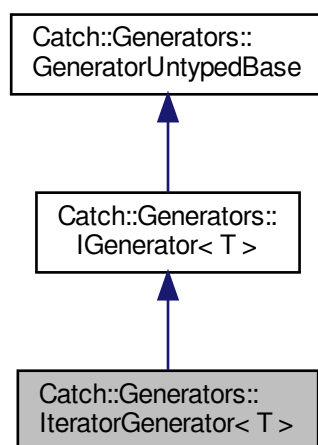 Catch::Generators::
GeneratorUntypedBase
Catch::Generators::
IGenerator< T >
Catch::Generators::
IteratorGenerator< T >